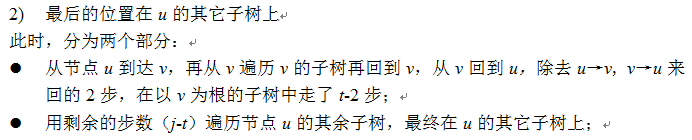 2) 最后的位置在 u 的其它子树上
此时，分为两个部分：
● 从节点 u 到达 v，再从 v 遍历 v 的子树再回到 v，从 v 回到 u，除去 u→v, v→u 来
回的 2 步，在以 v 为根的子树中走了 t-2 步；
● 用剩余的步数（j-t）遍历节点 u 的其余子树，最终在 u 的其它子树上；